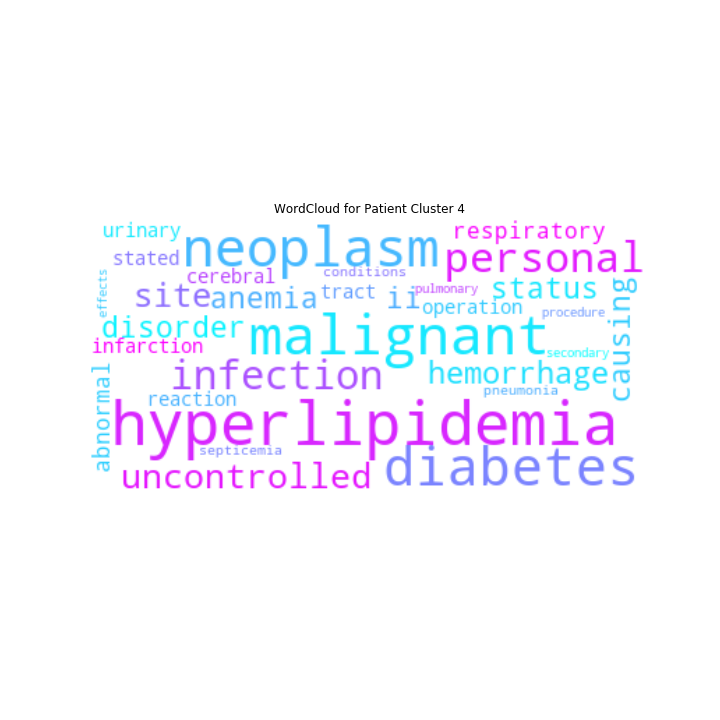 WordCloud for Patient Cluster 4
urinary
respiratory
neoplasm
personal
stated
conditions
cerebral
effects
site
anemia
tract
ii
pulmonary
status
operation
procedure
causing
disorder
malignant
infarction
secondary
infection
hemorrhage
abnormal
reaction
pneumonia
hyperlipidemia
septicemia
uncontrolled
diabetes